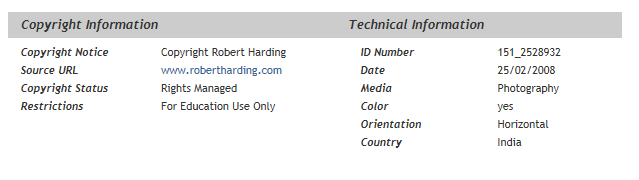 Copyright Information Technical Information
Copyright Notice Copyright Robert Harding ID Number 151_2528932
Source URL www.robertharding.com Date 25/02/2008
Copyright Status Rights Managed Media Photography
Restrictions For Education Use Only Color yes
Orientation Horizontal
Country India